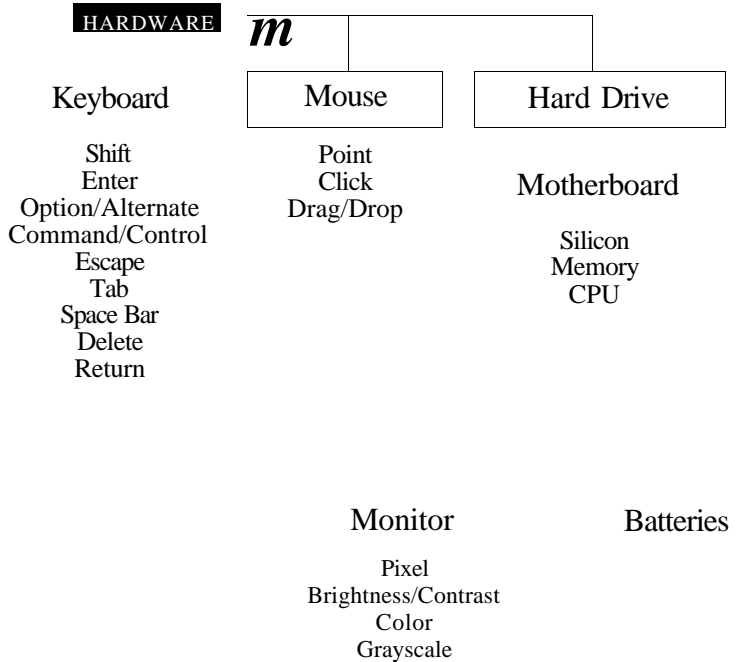 HARDWARE
m
Keyboard
Shift
Enter
Option/Alternate
Command/Control
Escape
Tab
Space Bar
Delete
Return
Mouse
Point
Click
Drag/Drop
Hard Drive
Motherboard
Silicon
Memory
CPU
Monitor
Pixel
Brightness/Contrast
Color
Grayscale
Batteries